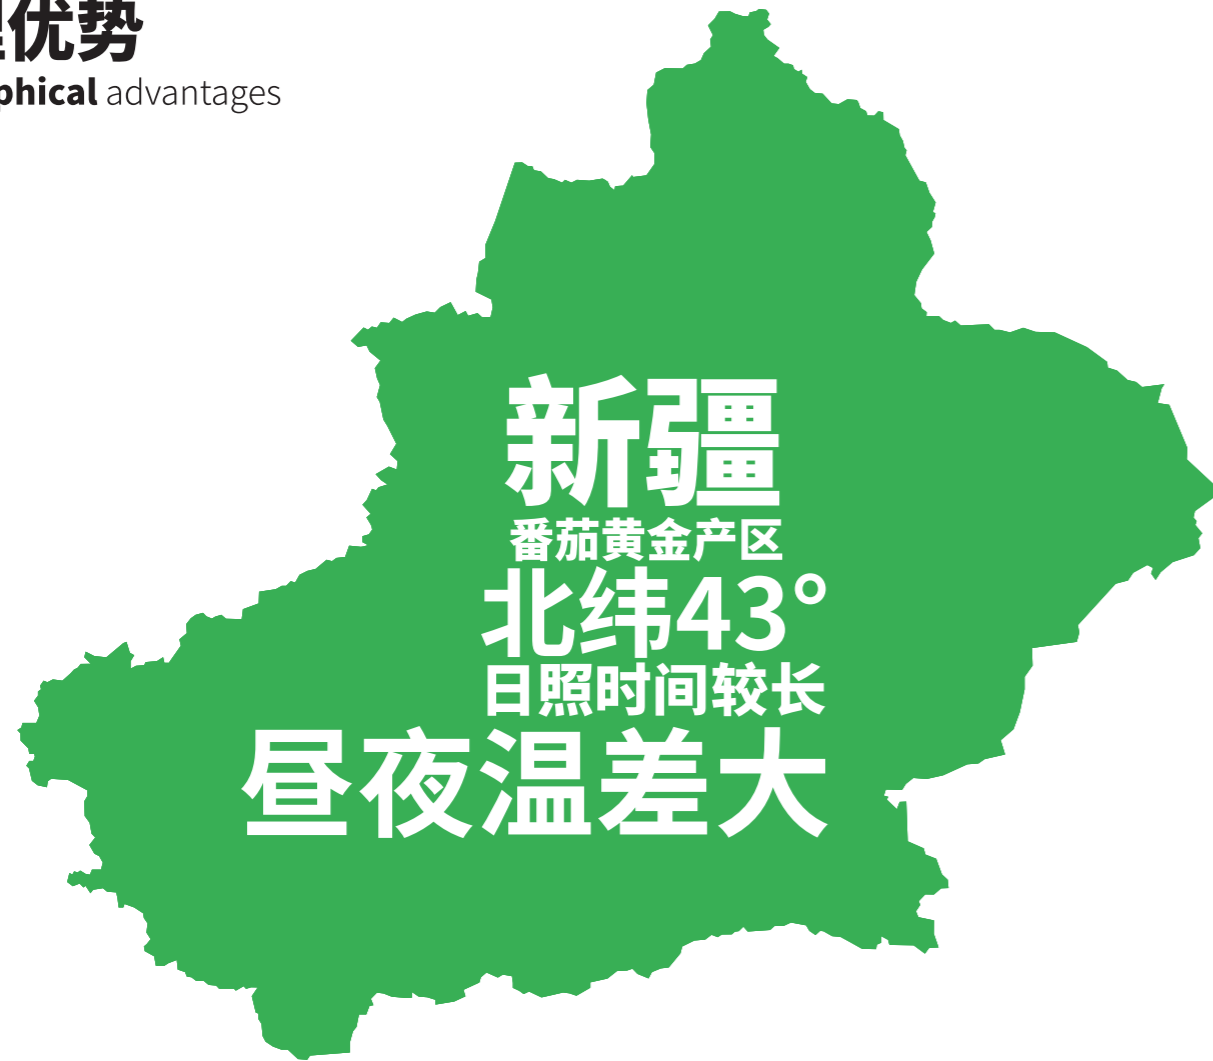 优势
phical advantages
新疆
番茄黄金产区
北纬43°
日照时间较长
昼夜温差大